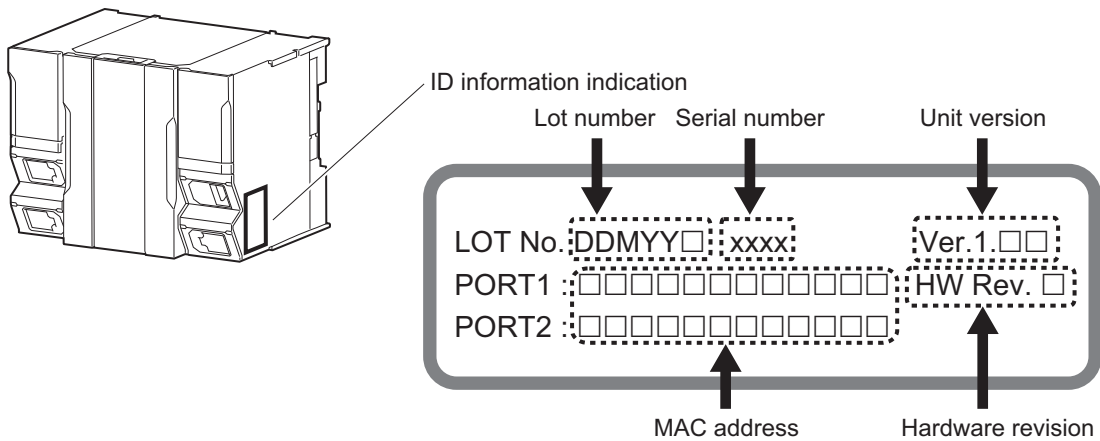 ID information indication
Lot number Serial number Unit version
LOT No. DDMYY□ xxxx Ver.1.□□
PORT1 : □□□□□□□□□□□□ HW Rev. □
PORT2 : □□□□□□□□□□□□
MAC address Hardware revision